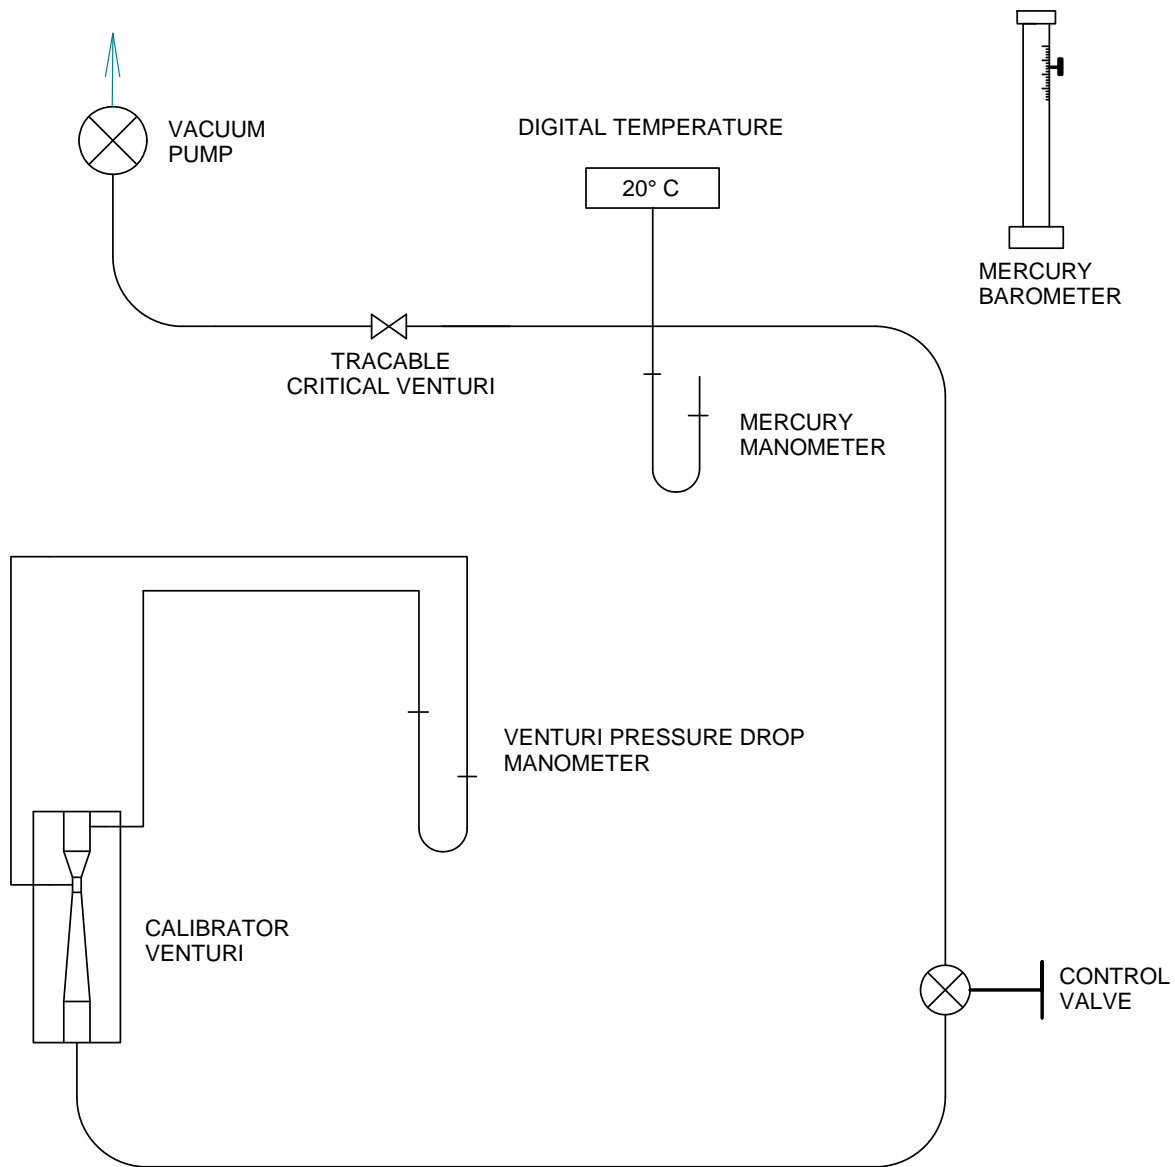 VACUUM
PUMP
DIGITAL TEMPERATURE
20° C
MERCURY
BAROMETER
TRACABLE
CRITICAL VENTURI
MERCURY
MANOMETER
VENTURI PRESSURE DROP
MANOMETER
CALIBRATOR
VENTURI
CONTROL
VALVE